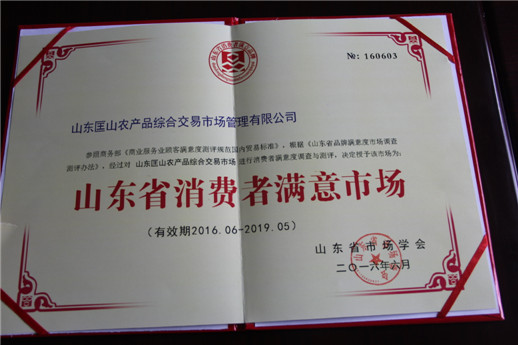 №: 160603
山东匡山农产品综合交易市场管理有限公司
参照商务部《商业服务业顾客满意度测评规范国内贸易标准》，根据《山东省品牌满意度市场调查
测评办法》，经过对 山东匡山农产品综合交易市场 进行消费者满意度调查与测评，决定授予该市场为：
山东省消费者满意市场
(有效期2016.06-2019.05)
山东省市场学会
二〇一六年六月